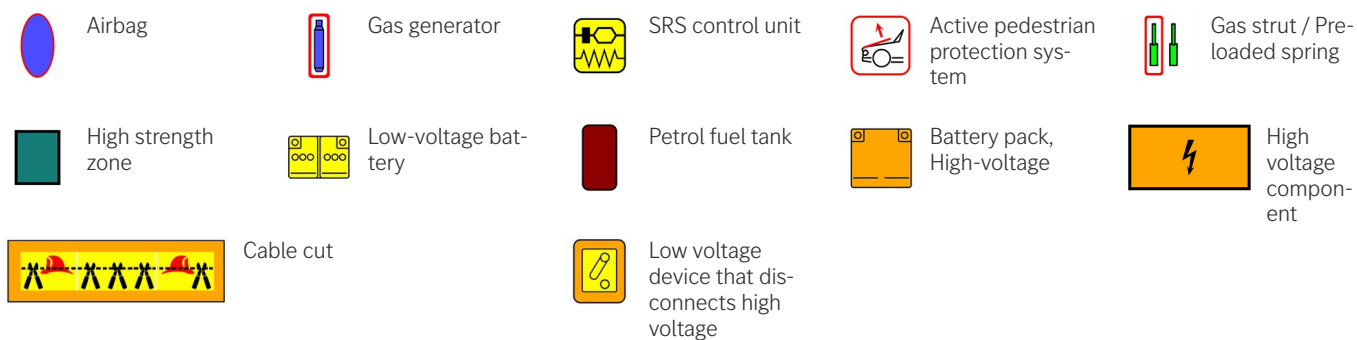 Airbag
Gas generator
SRS control unit
Active pedestrian
protection sys-
tem
Gas strut / Pre-
loaded spring
High strength
zone
Low-voltage bat-
tery
Petrol fuel tank
Battery pack,
High-voltage
High
voltage
compon-
ent
Cable cut
Low voltage
device that dis-
connects high
voltage